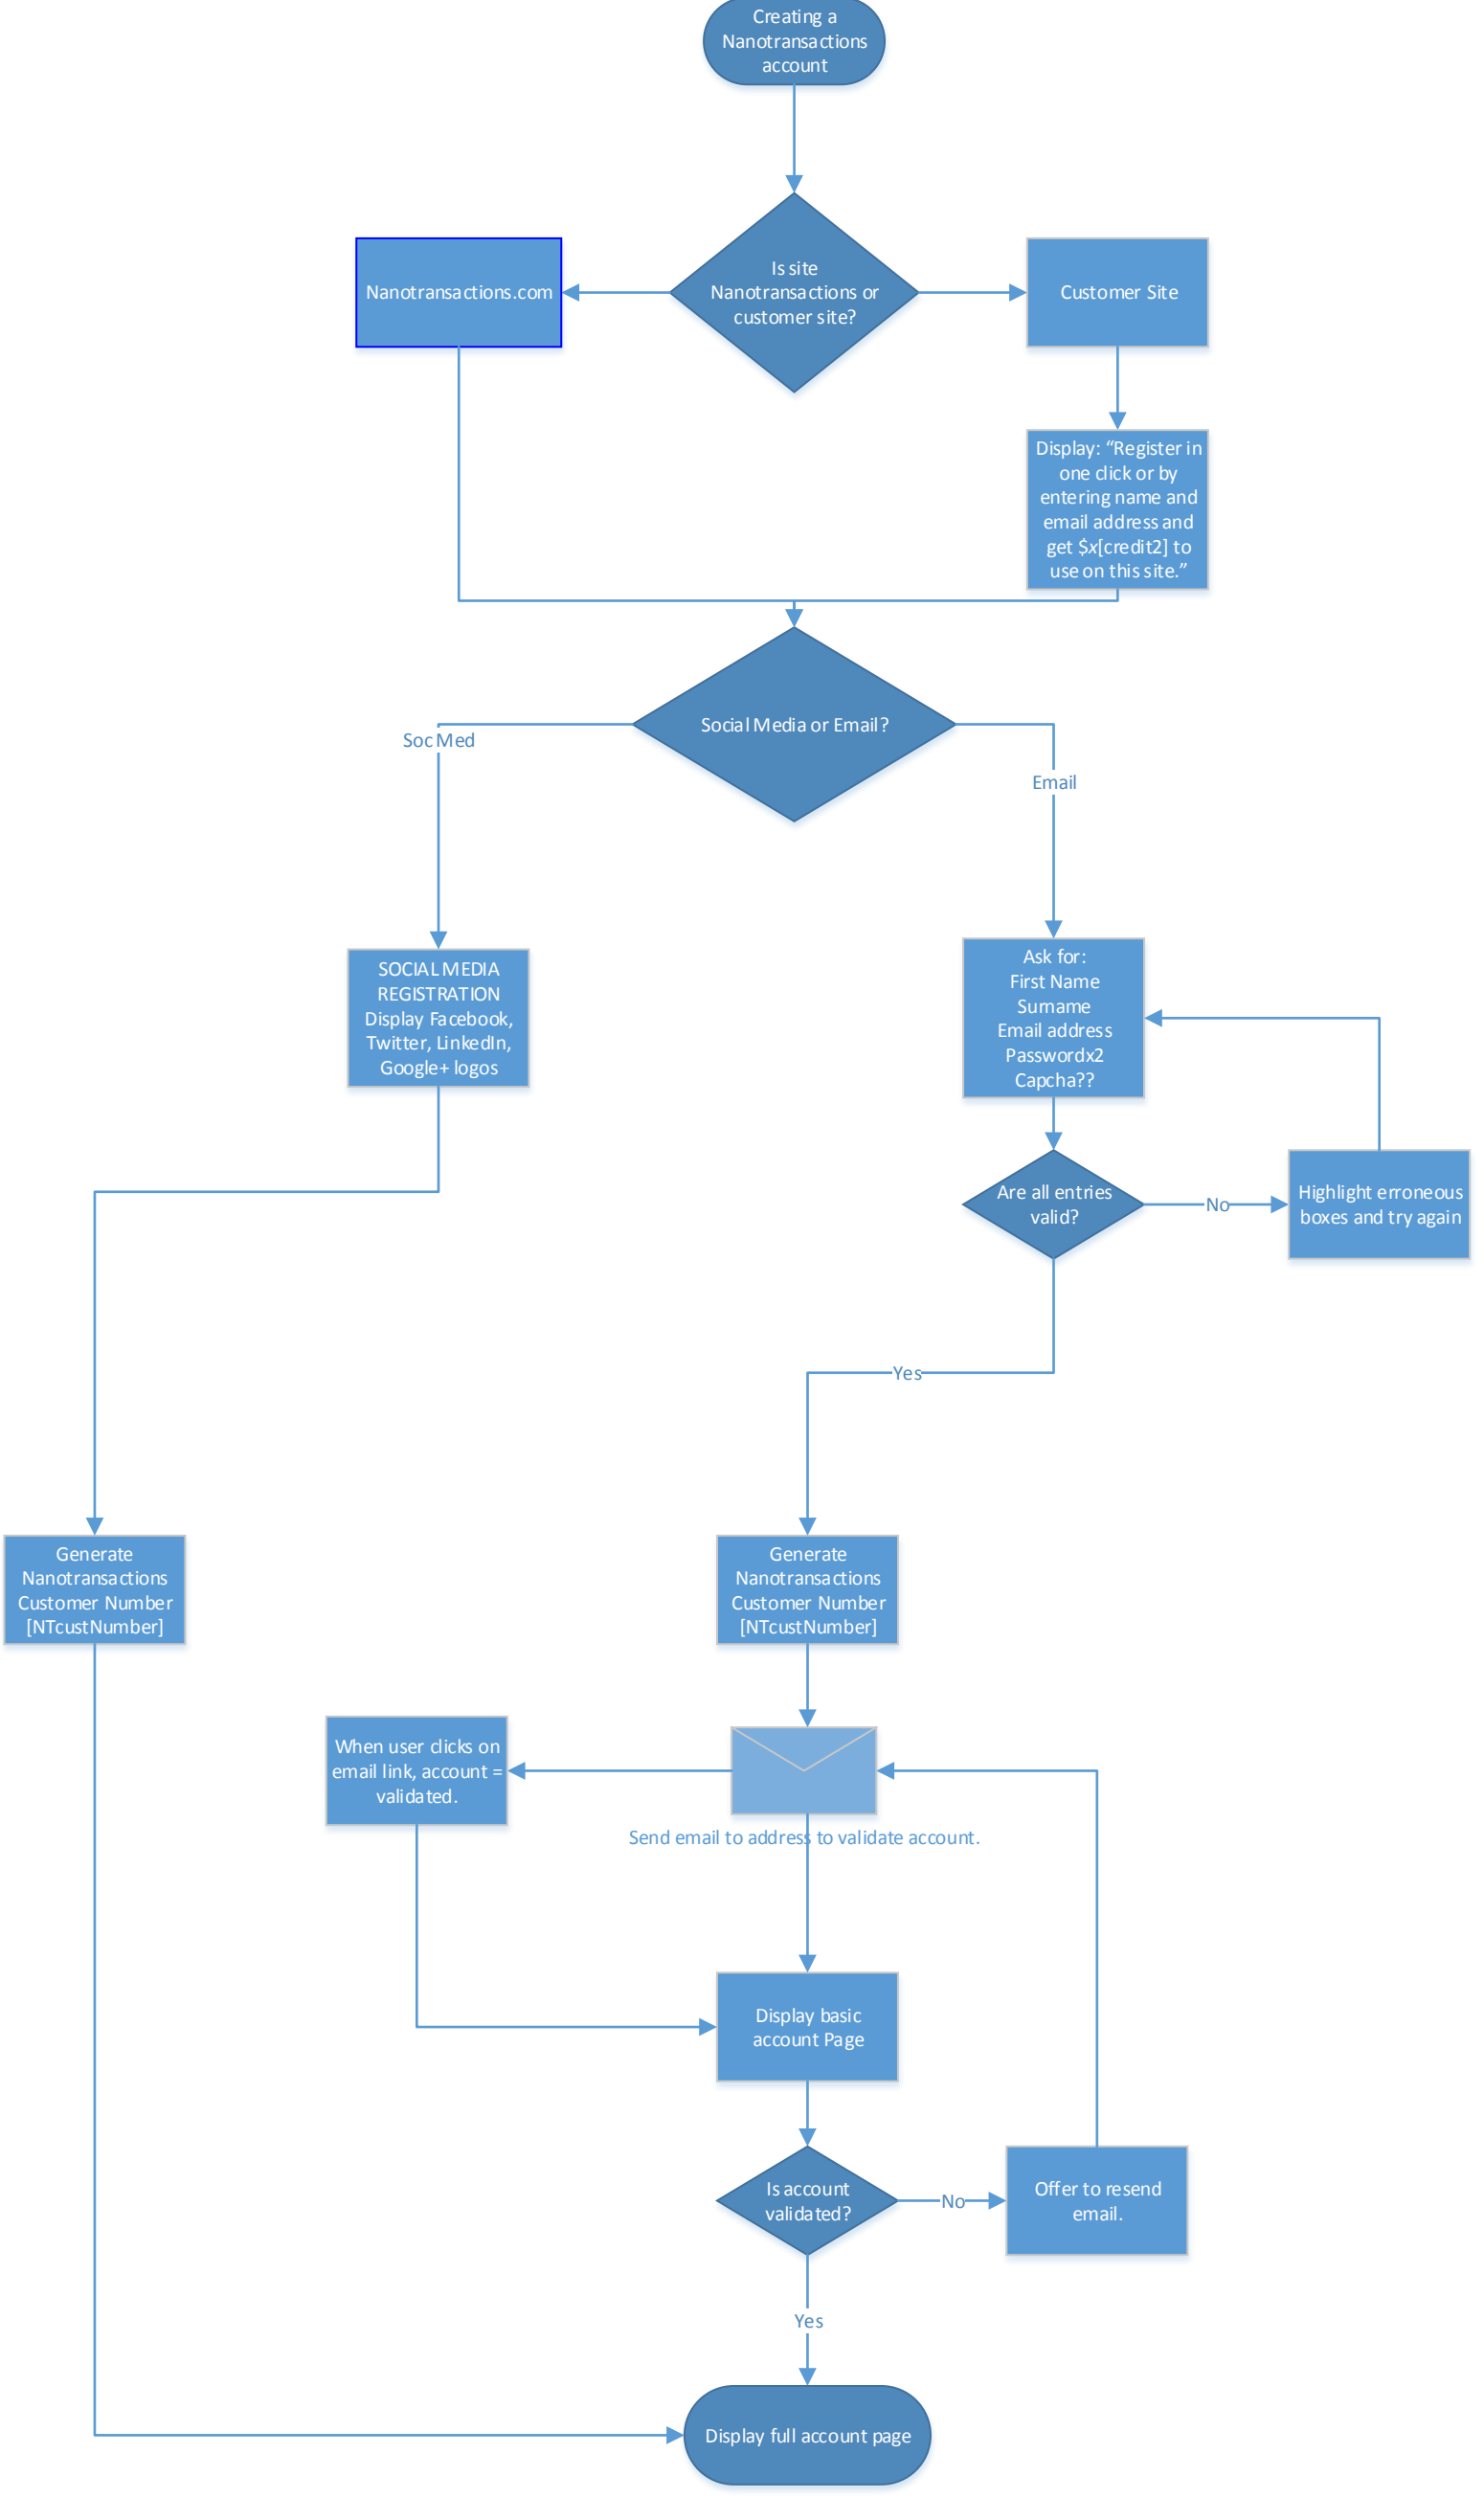 Creating a
Nanotransactions
account
Is site
Nanotransactions or
customer site?
Nanotransactions.com
Customer Site
Display: “Register in
one click or by
entering name and
email address and
get $x[credit2] to
use on this site.”
Social Media or Email?
Soc Med
Email
SOCIAL MEDIA
REGISTRATION
Display Facebook,
Twitter, LinkedIn,
Google+ logos
Ask for:
First Name
Surname
Email address
Passwordx2
Capcha??
Are all entries
valid?
No
Highlight erroneous
boxes and try again
Yes
Generate
Nanotransactions
Customer Number
[NTcustNumber]
Generate
Nanotransactions
Customer Number
[NTcustNumber]
When user clicks on
email link, account =
validated.
Send email to address to validate account.
Display basic
account Page
Is account
validated?
No
Offer to resend
email.
Yes
Display full account page